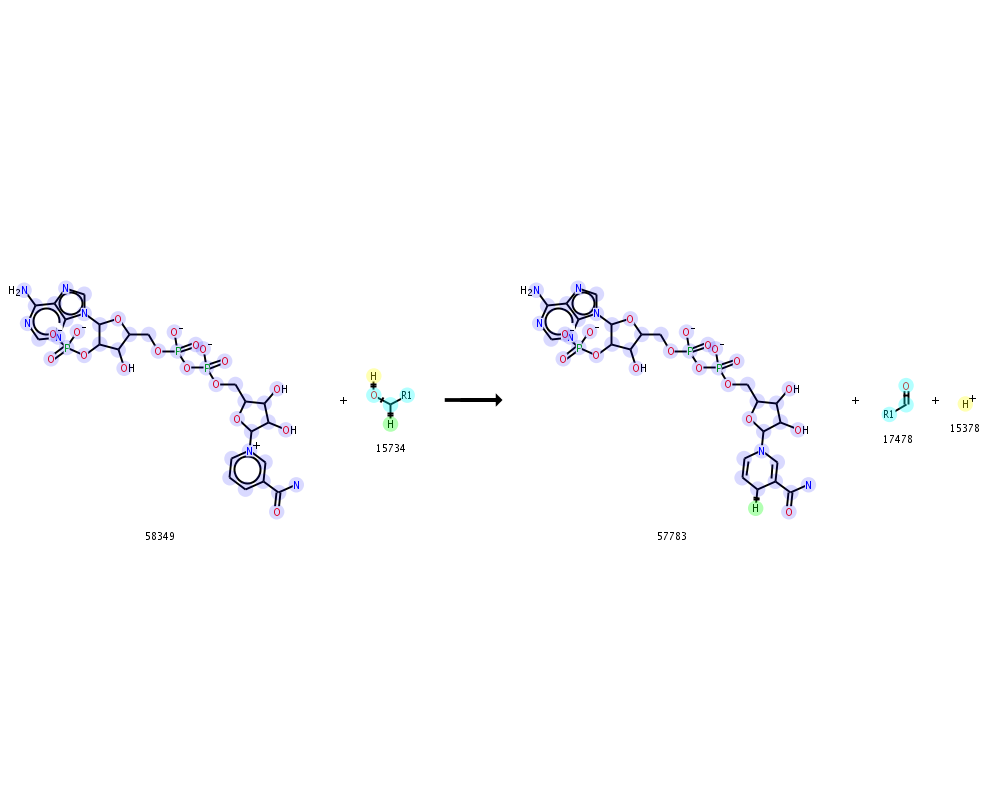 H₂N N N N N O O⁻ O⁻ P O O O OH O O⁻ P O O O⁻ P O O OH O OH N⁺ N O
58349
+
H O R1 H
15734
H₂N N N N N O O⁻ O⁻ P O O O OH O O⁻ P O O O⁻ P O O OH O OH N H N O
57783
+
O R1
17478
+
H⁺
15378